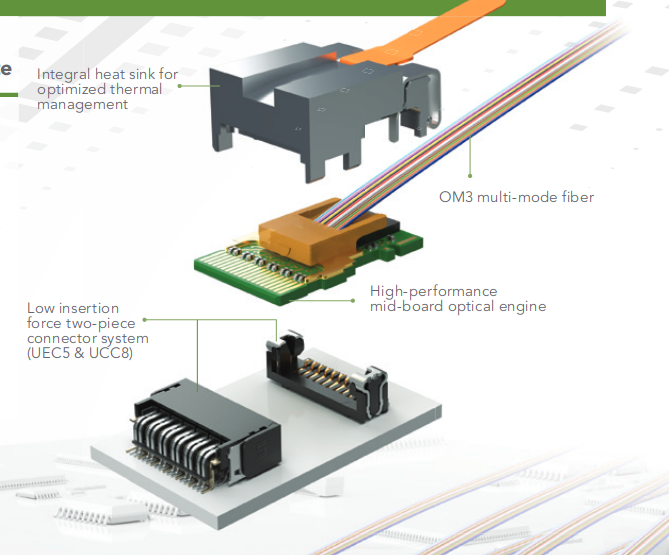 Integral heat sink for
optimized thermal
management
OM3 multi-mode fiber
High-performance
mid-board optical engine
Low insertion
force two-piece
connector system
(UEC5 & UCC8)